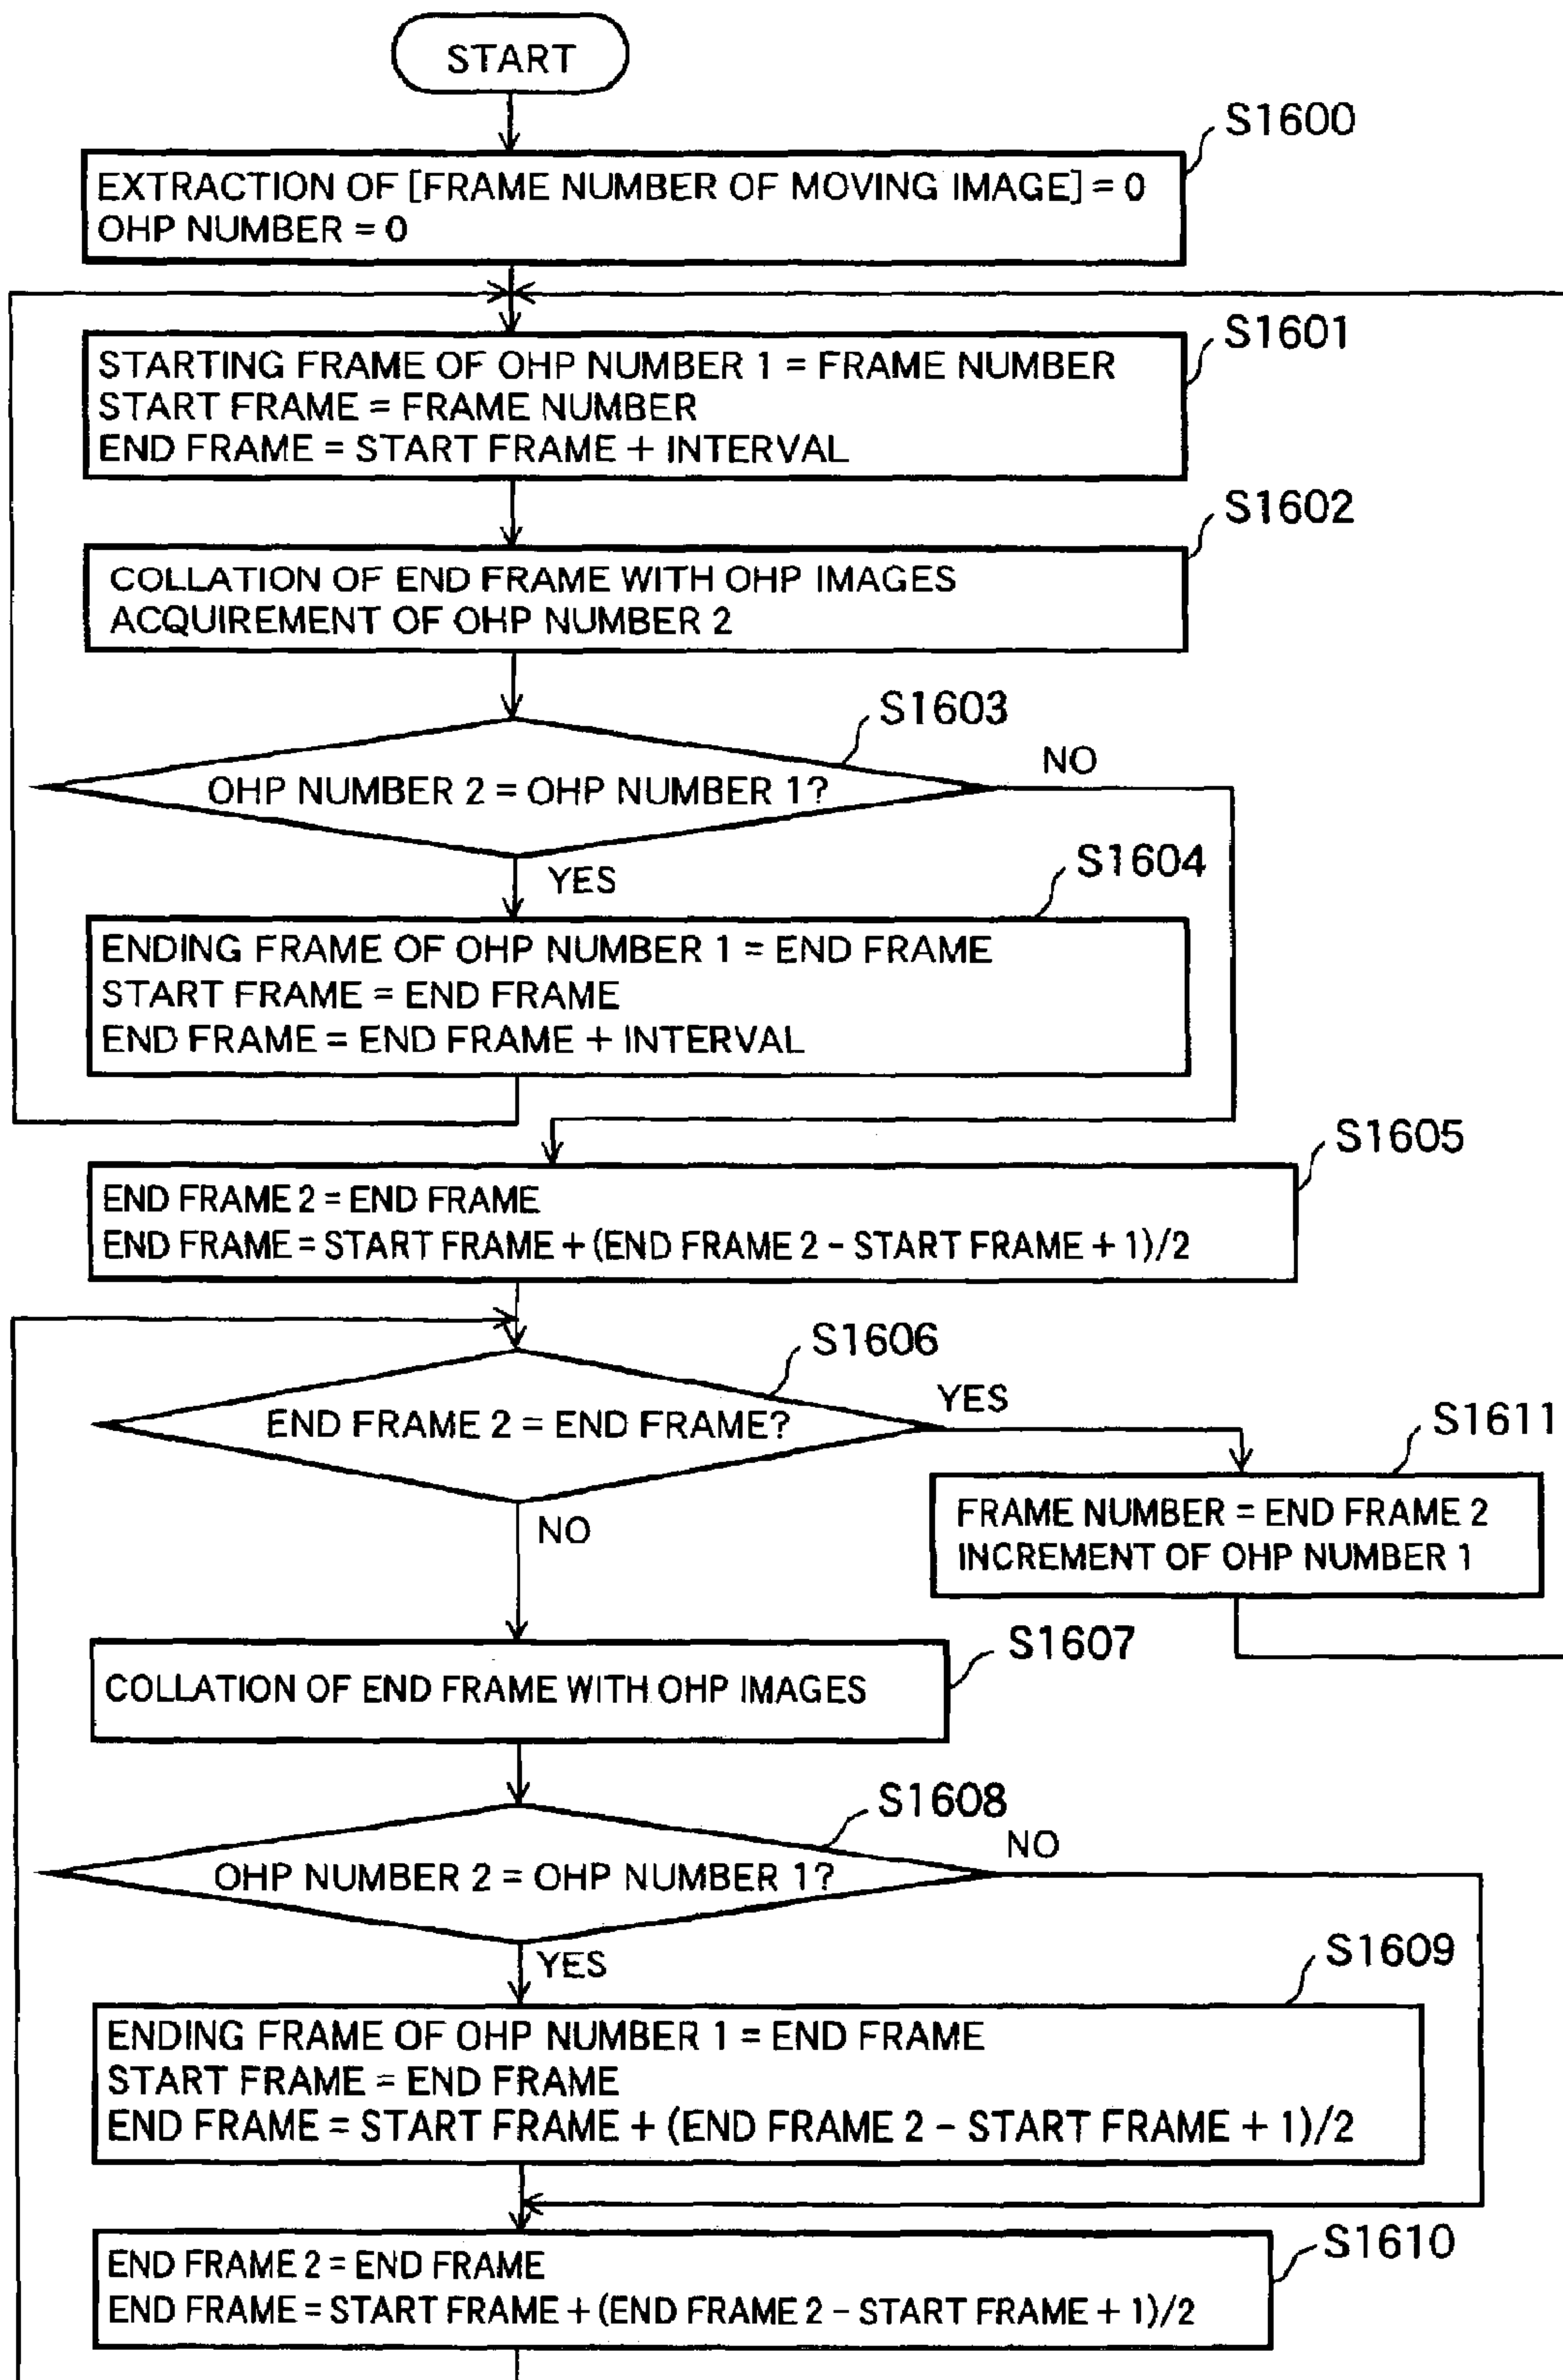 START
S1600
EXTRACTION OF [FRAME NUMBER OF MOVING IMAGE] = 0
OHP NUMBER = 0
S1601
STARTING FRAME OF OHP NUMBER 1 = FRAME NUMBER
START FRAME = FRAME NUMBER
END FRAME = START FRAME + INTERVAL
S1602
COLLATION OF END FRAME WITH OHP IMAGES
ACQUIREMENT OF OHP NUMBER 2
S1603
OHP NUMBER 2 = OHP NUMBER 1?
NO
YES
S1604
ENDING FRAME OF OHP NUMBER 1 = END FRAME
START FRAME = END FRAME
END FRAME = END FRAME + INTERVAL
S1605
END FRAME 2 = END FRAME
END FRAME = START FRAME + (END FRAME 2 - START FRAME + 1)/2
S1606
END FRAME 2 = END FRAME?
YES
NO
S1611
FRAME NUMBER = END FRAME 2
INCREMENT OF OHP NUMBER 1
S1607
COLLATION OF END FRAME WITH OHP IMAGES
S1608
OHP NUMBER 2 = OHP NUMBER 1?
NO
YES
S1609
ENDING FRAME OF OHP NUMBER 1 = END FRAME
START FRAME = END FRAME
END FRAME = START FRAME + (END FRAME 2 - START FRAME + 1)/2
S1610
END FRAME 2 = END FRAME
END FRAME = START FRAME + (END FRAME 2 - START FRAME + 1)/2